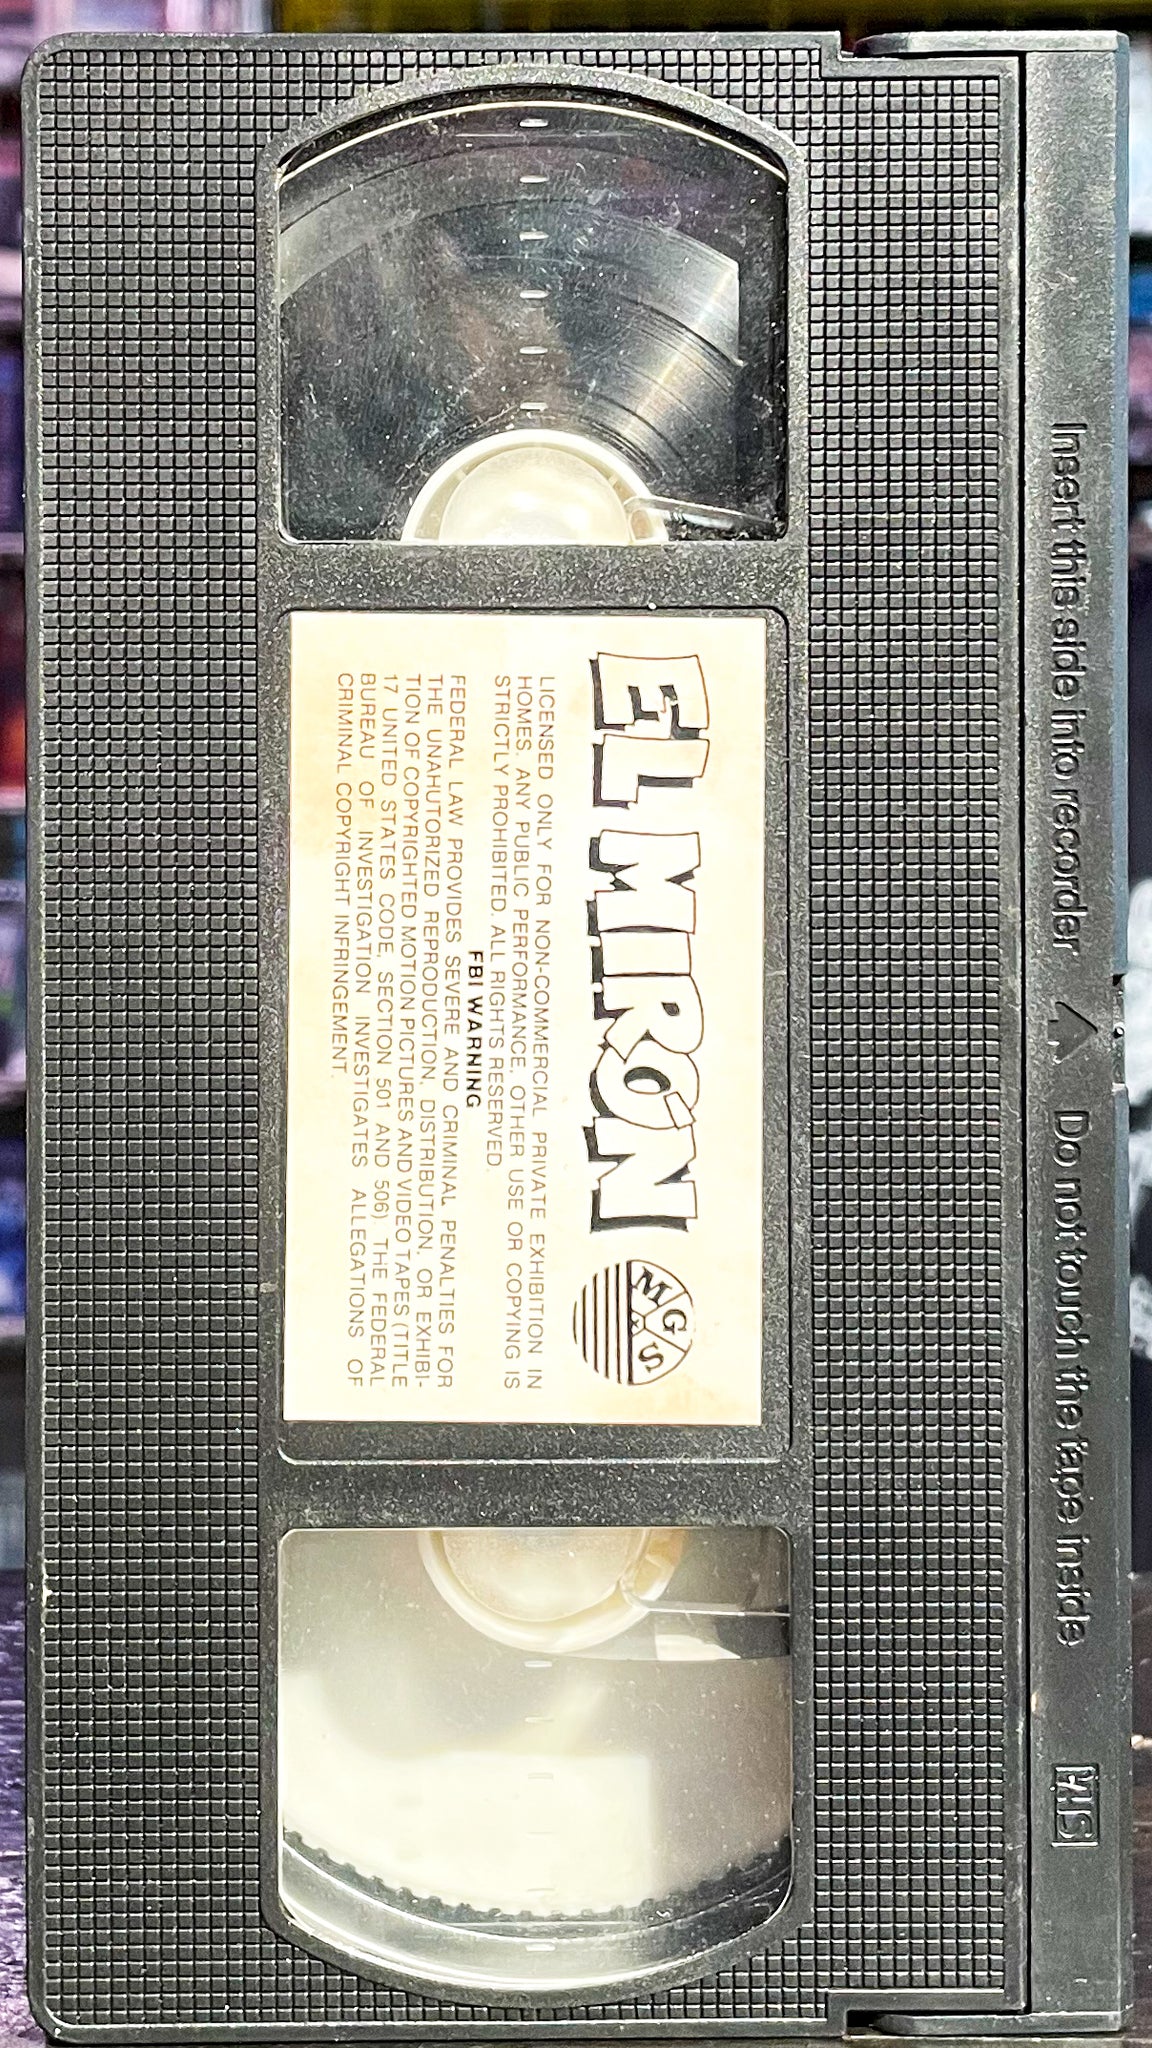 Insert this side into recorder △ Do not touch the tape inside VHS
EL MIRÓN MGS
LICENSED ONLY FOR NON-COMMERCIAL PRIVATE EXHIBITION IN
HOMES. ANY PUBLIC PERFORMANCE, OTHER USE OR COPYING IS
STRICTLY PROHIBITED. ALL RIGHTS RESERVED.
FBI WARNING
FEDERAL LAW PROVIDES SEVERE AND CRIMINAL PENALTIES FOR
THE UNAHUTORIZED REPRODUCTION, DISTRIBUTION, OR EXHIBI-
TION OF COPYRIGHTED MOTION PICTURES AND VIDEO TAPES (TITLE
17 UNITED STATES CODE, SECTION 501 AND 506). THE FEDERAL
BUREAU OF INVESTIGATION INVESTIGATES ALLEGATIONS OF
CRIMINAL COPYRIGHT INFRINGEMENT.